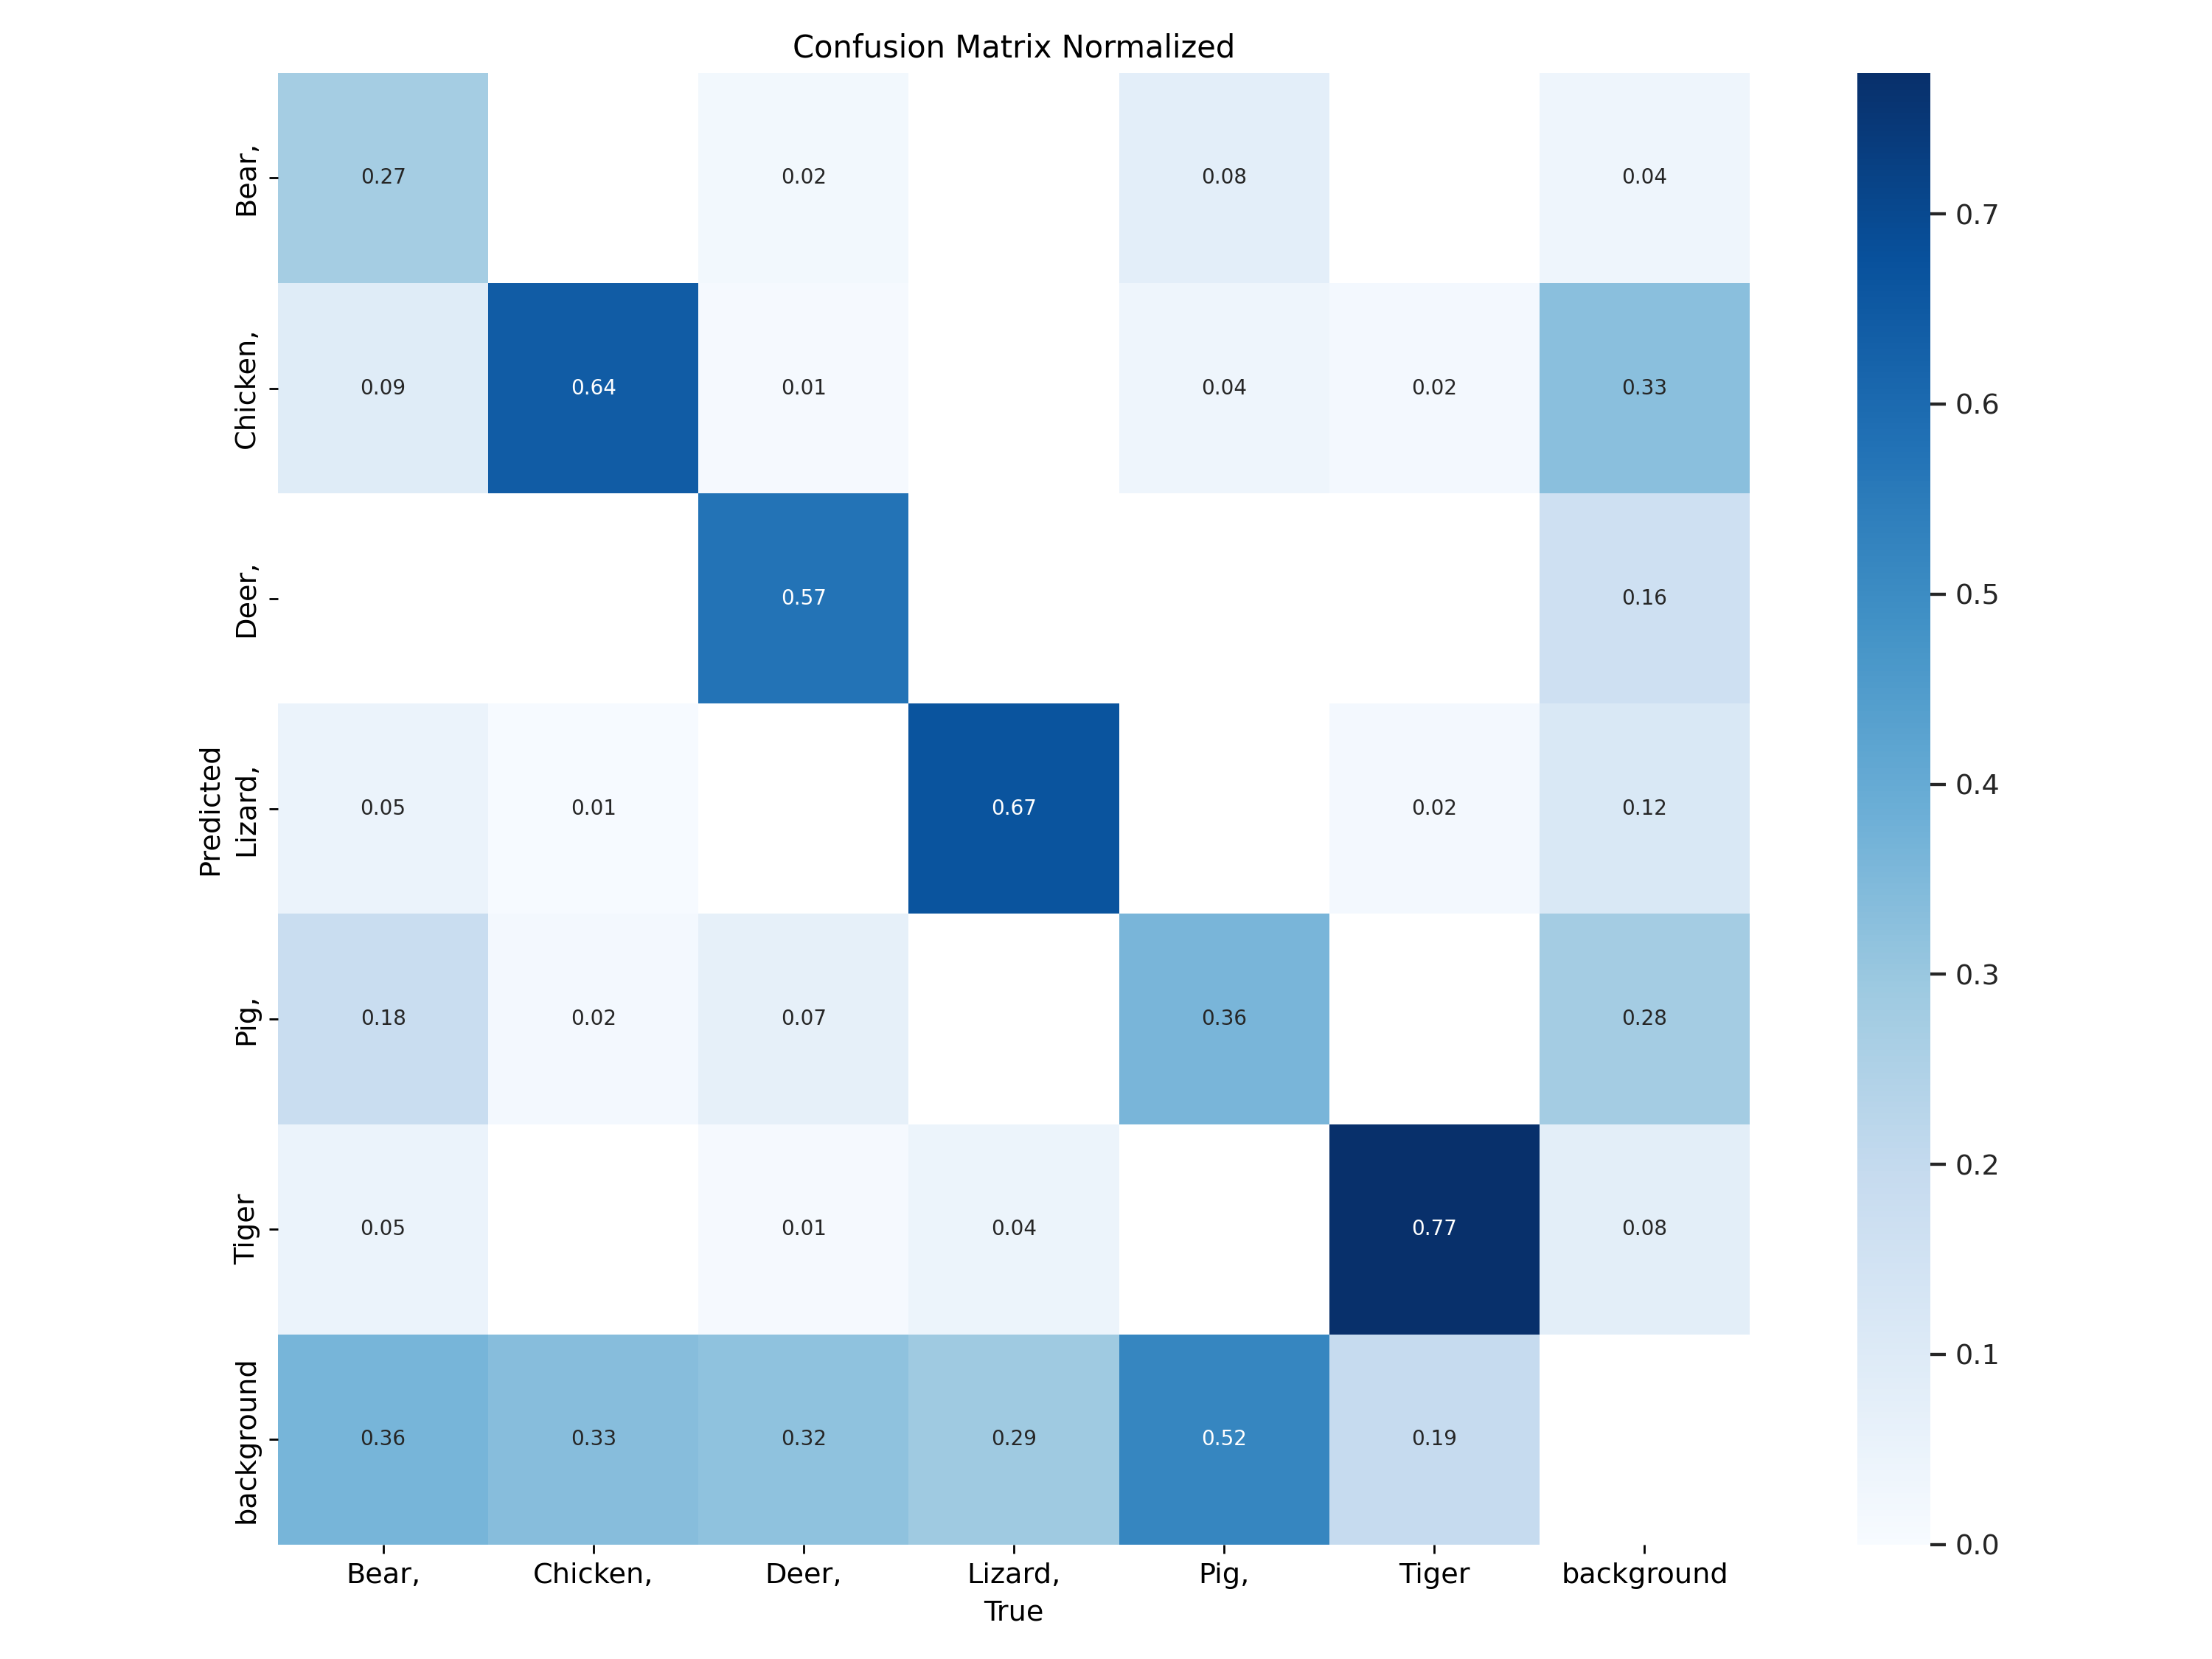 Confusion Matrix Normalized
Bear, 0.27 0.02 0.08 0.04
Chicken, 0.09 0.64 0.01 0.04 0.02 0.33
Deer, 0.57 0.16
Lizard, 0.05 0.01 0.67 0.02 0.12
Pig, 0.18 0.02 0.07 0.36 0.28
Tiger 0.05 0.01 0.04 0.77 0.08
background 0.36 0.33 0.32 0.29 0.52 0.19
Predicted
Bear, Chicken, Deer, Lizard, Pig, Tiger background
True
0.7
0.6
0.5
0.4
0.3
0.2
0.1
0.0